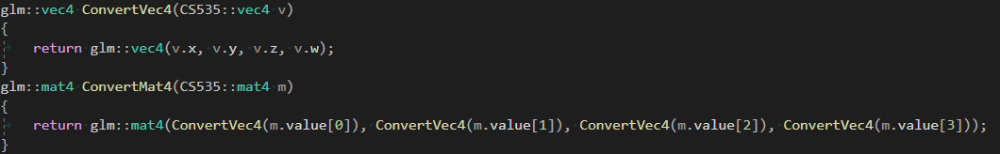 glm::vec4 ConvertVec4(CS535::vec4 v)
{
return glm::vec4(v.x, v.y, v.z, v.w);
}
glm::mat4 ConvertMat4(CS535::mat4 m)
{
return glm::mat4(ConvertVec4(m.value[0]), ConvertVec4(m.value[1]), ConvertVec4(m.value[2]), ConvertVec4(m.value[3]));
}